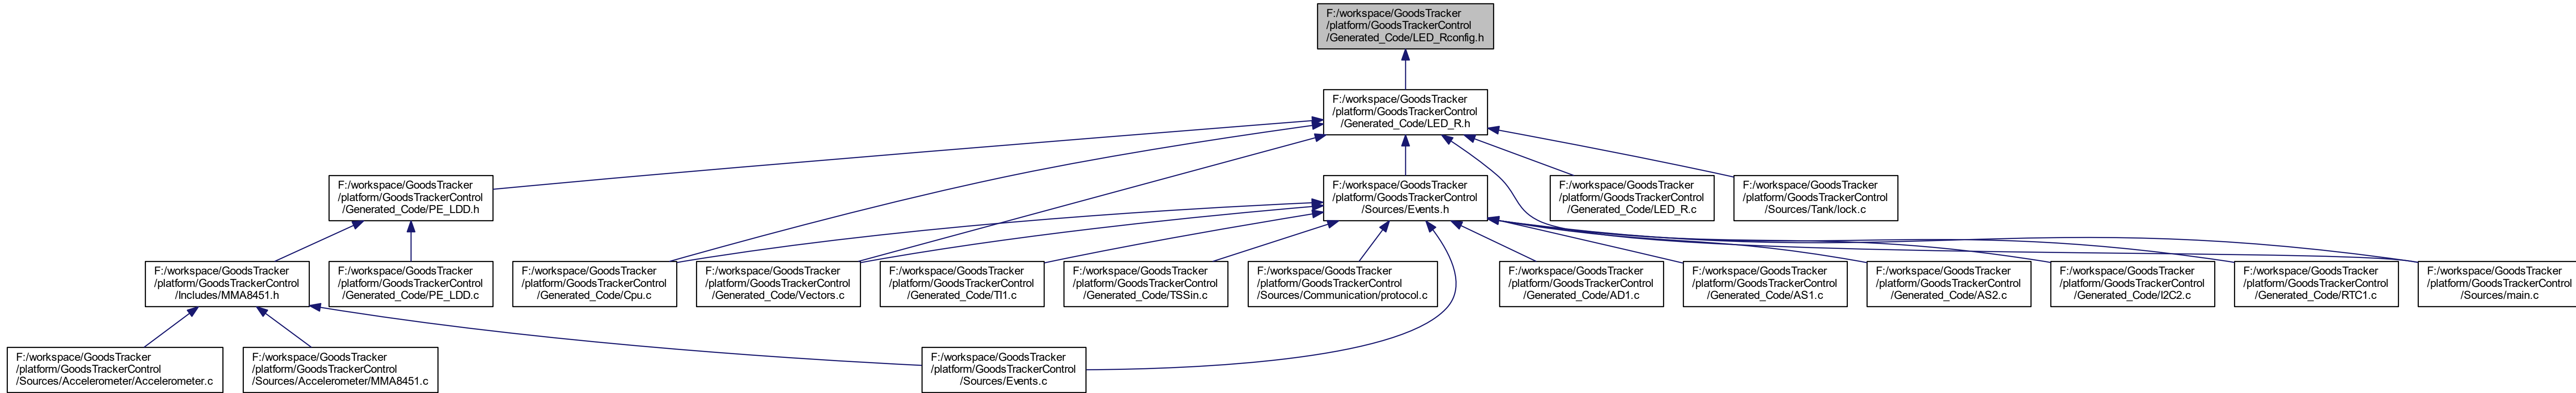 F:/workspace/GoodsTracker
/platform/GoodsTrackerControl
/Generated_Code/LED_Rconfig.h
F:/workspace/GoodsTracker
/platform/GoodsTrackerControl
/Generated_Code/LED_R.h
F:/workspace/GoodsTracker
/platform/GoodsTrackerControl
/Generated_Code/PE_LDD.h
F:/workspace/GoodsTracker
/platform/GoodsTrackerControl
/Sources/Events.h
F:/workspace/GoodsTracker
/platform/GoodsTrackerControl
/Generated_Code/LED_R.c
F:/workspace/GoodsTracker
/platform/GoodsTrackerControl
/Sources/Tank/lock.c
F:/workspace/GoodsTracker
/platform/GoodsTrackerControl
/Includes/MMA8451.h
F:/workspace/GoodsTracker
/platform/GoodsTrackerControl
/Generated_Code/PE_LDD.c
F:/workspace/GoodsTracker
/platform/GoodsTrackerControl
/Generated_Code/Cpu.c
F:/workspace/GoodsTracker
/platform/GoodsTrackerControl
/Generated_Code/Vectors.c
F:/workspace/GoodsTracker
/platform/GoodsTrackerControl
/Generated_Code/TI1.c
F:/workspace/GoodsTracker
/platform/GoodsTrackerControl
/Generated_Code/TSSin.c
F:/workspace/GoodsTracker
/platform/GoodsTrackerControl
/Sources/Communication/protocol.c
F:/workspace/GoodsTracker
/platform/GoodsTrackerControl
/Generated_Code/AD1.c
F:/workspace/GoodsTracker
/platform/GoodsTrackerControl
/Generated_Code/AS1.c
F:/workspace/GoodsTracker
/platform/GoodsTrackerControl
/Generated_Code/AS2.c
F:/workspace/GoodsTracker
/platform/GoodsTrackerControl
/Generated_Code/I2C2.c
F:/workspace/GoodsTracker
/platform/GoodsTrackerControl
/Generated_Code/RTC1.c
F:/workspace/GoodsTracker
/platform/GoodsTrackerControl
/Sources/main.c
F:/workspace/GoodsTracker
/platform/GoodsTrackerControl
/Sources/Accelerometer/Accelerometer.c
F:/workspace/GoodsTracker
/platform/GoodsTrackerControl
/Sources/Accelerometer/MMA8451.c
F:/workspace/GoodsTracker
/platform/GoodsTrackerControl
/Sources/Events.c